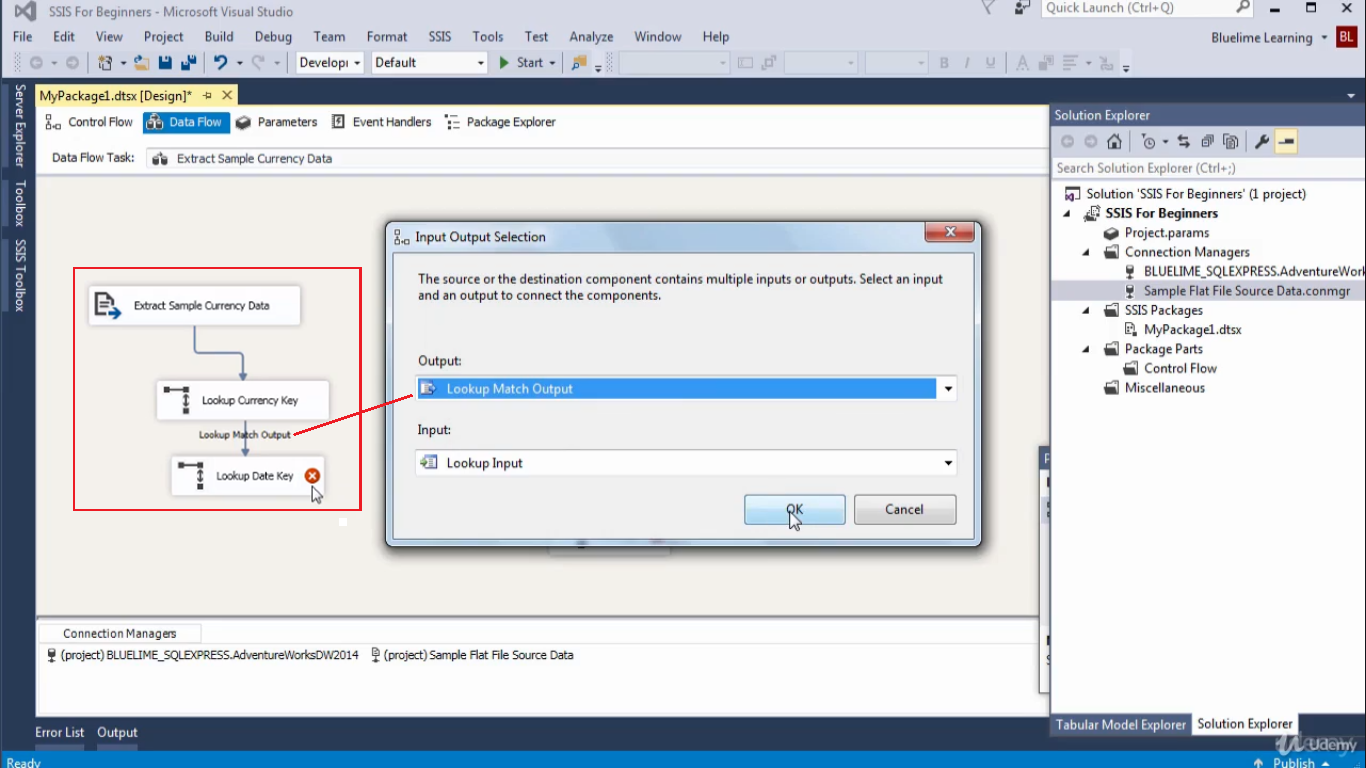 SSIS For Beginners - Microsoft Visual Studio
Quick Launch (Ctrl+Q)
File Edit View Project Build Debug Team Format SSIS Tools Test Analyze Window Help
Bluelime Learning BL
Developi Default Start B I U A
MyPackage1.dtsx [Design]*
Control Flow Data Flow Parameters Event Handlers Package Explorer
Data Flow Task: Extract Sample Currency Data
Server Explorer
Toolbox
SSIS Toolbox
Extract Sample Currency Data
Lookup Currency Key
Lookup Match Output
Lookup Date Key
Input Output Selection
The source or the destination component contains multiple inputs or outputs. Select an input
and an output to connect the components.
Output:
Lookup Match Output
Input:
Lookup Input
OK Cancel
Solution Explorer
Search Solution Explorer (Ctrl+;)
Solution 'SSIS For Beginners' (1 project)
SSIS For Beginners
Project.params
Connection Managers
BLUELIME_SQLEXPRESS.AdventureWork
Sample Flat File Source Data.conmgr
SSIS Packages
MyPackage1.dtsx
Package Parts
Control Flow
Miscellaneous
Connection Managers
(project) BLUELIME_SQLEXPRESS.AdventureWorksDW2014 (project) Sample Flat File Source Data
Tabular Model Explorer Solution Explorer
Error List Output
Udemy
Ready
Publish